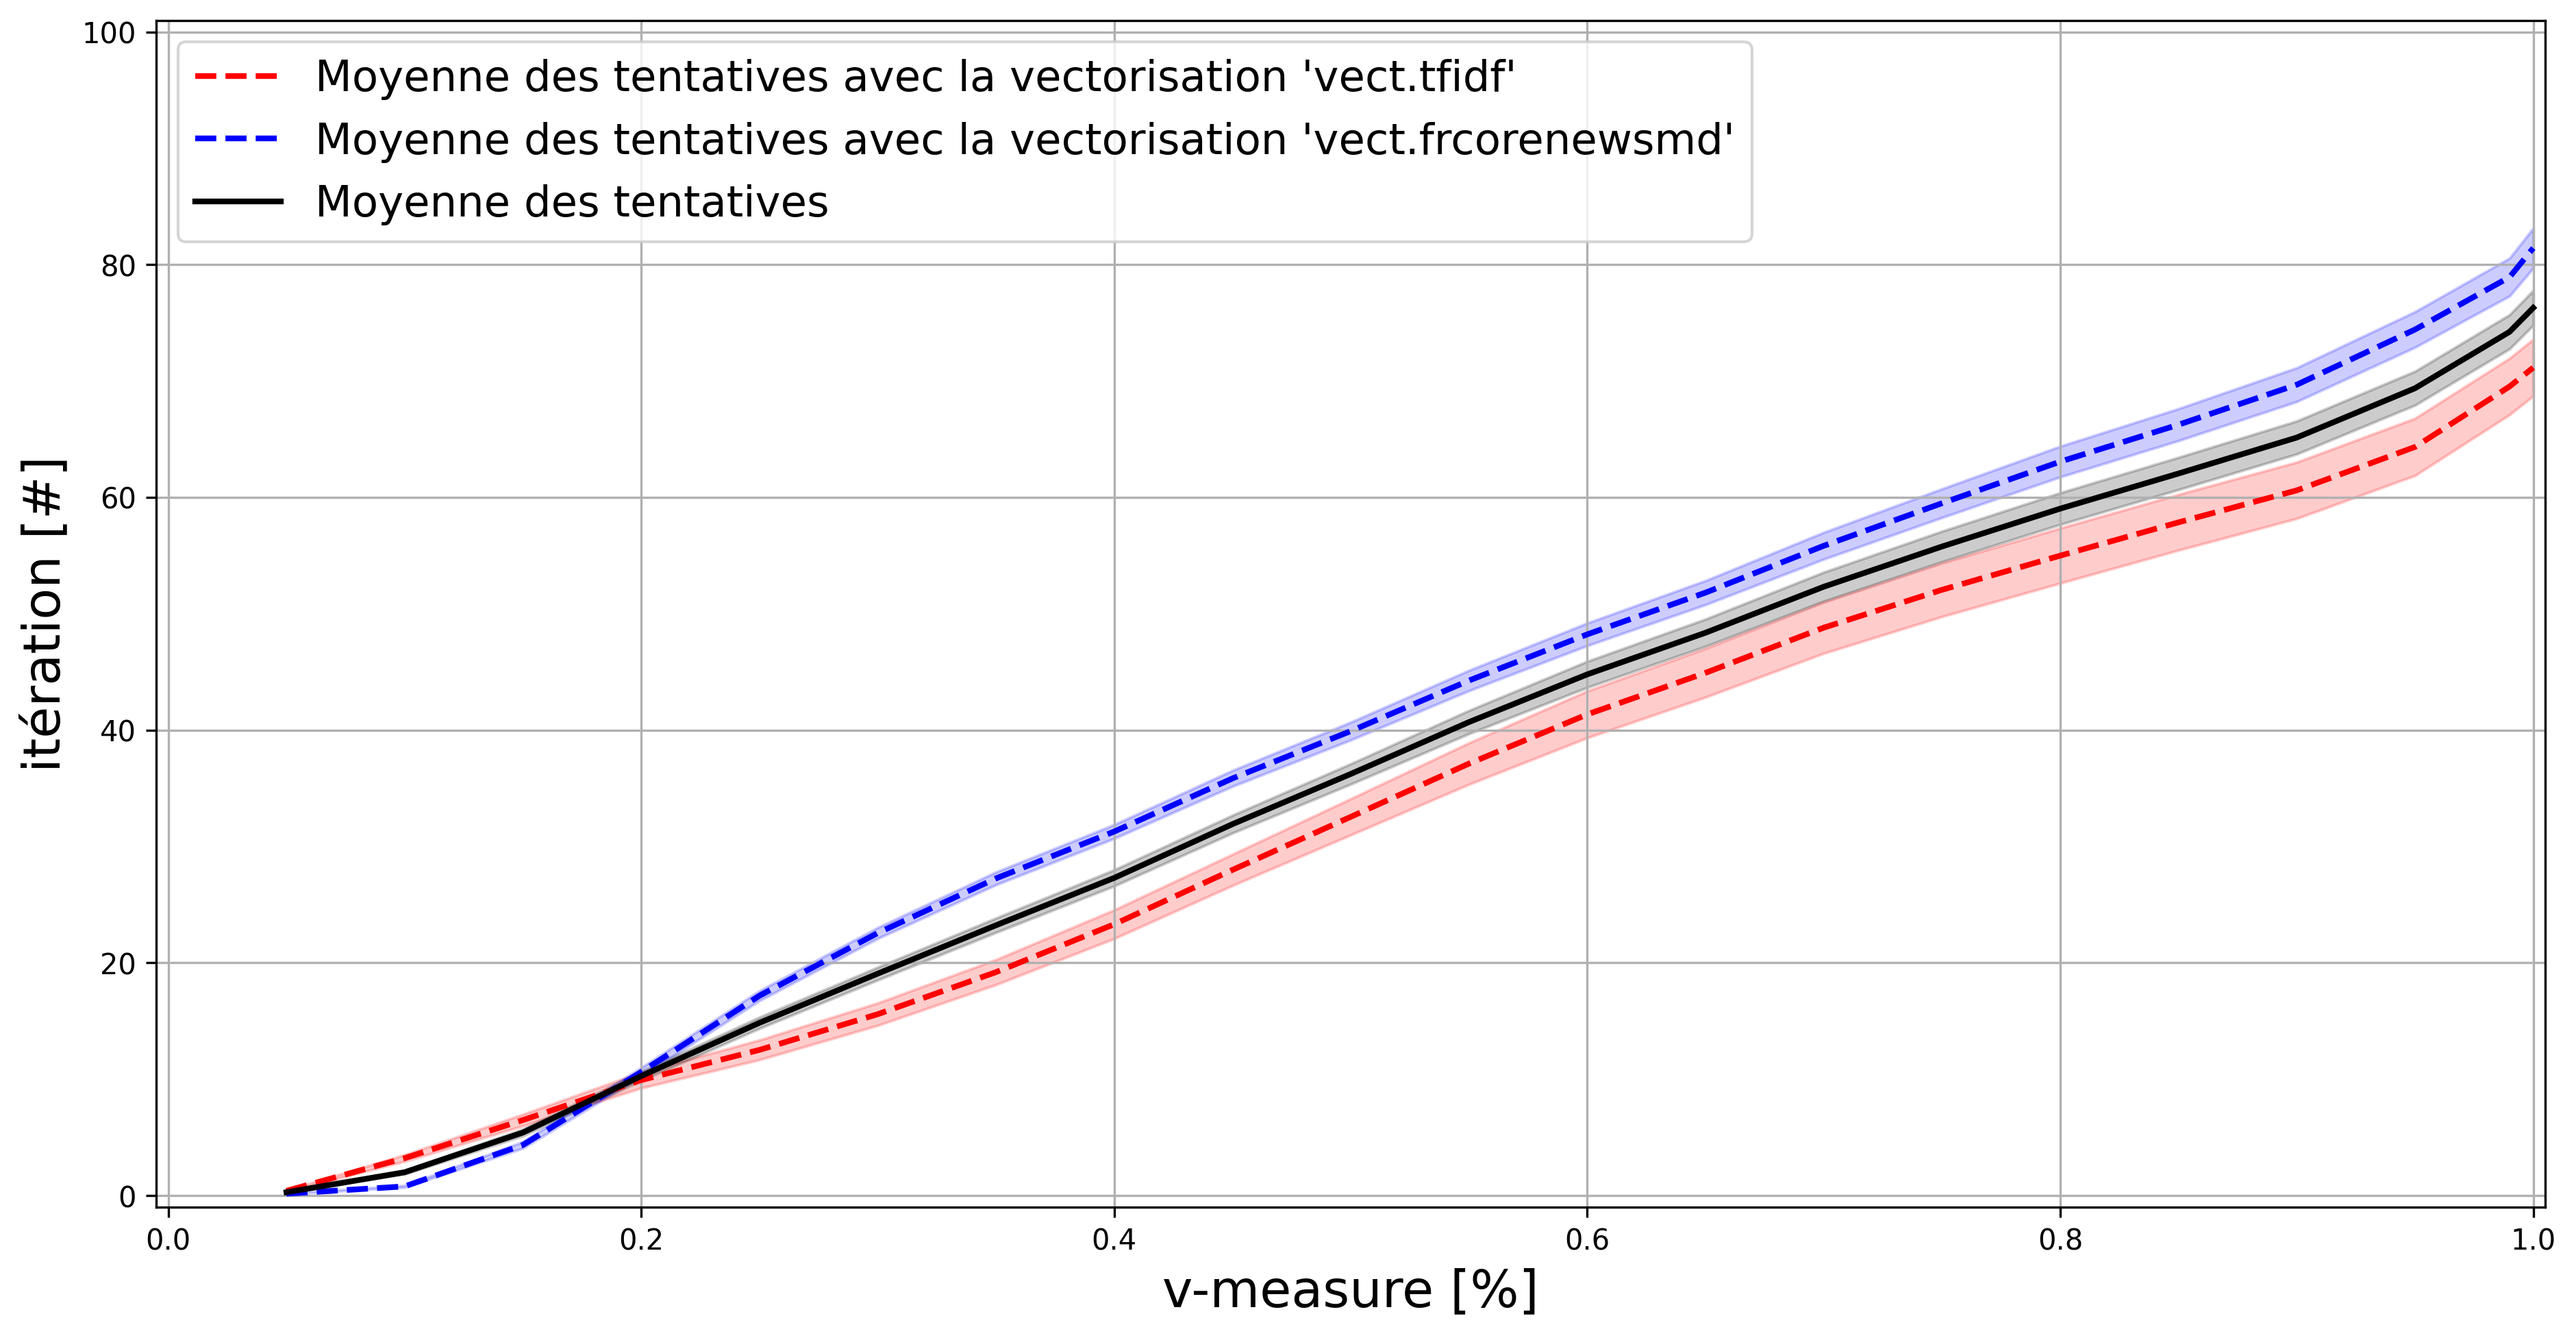 Moyenne des tentatives avec la vectorisation 'vect.tfidf'
Moyenne des tentatives avec la vectorisation 'vect.frcorenewsmd'
Moyenne des tentatives
itération [#]
100
80
60
40
20
0
0.0 0.2 0.4 0.6 0.8 1.0
v-measure [%]